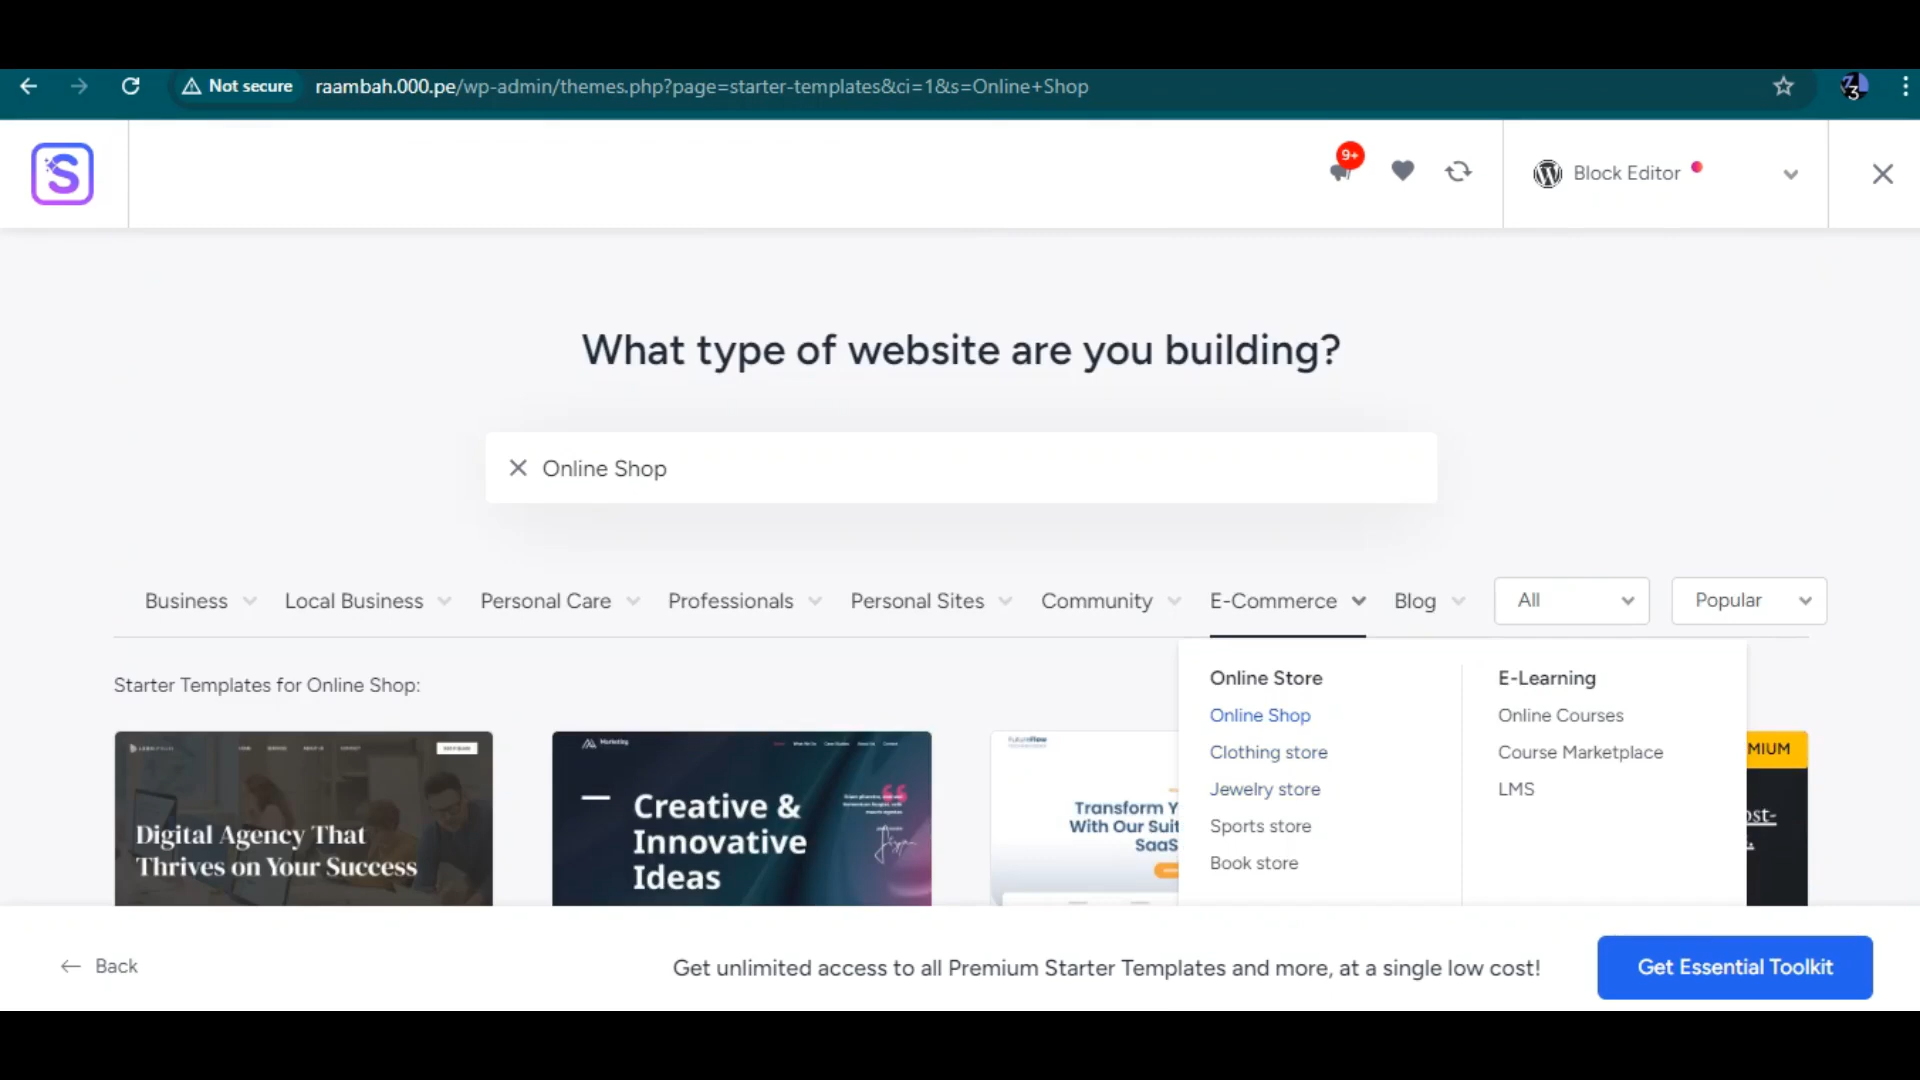 Not secure
raambah.000.pe/wp-admin/themes.php?page=starter-templates&ci=1&s=Online+Shop
3
S
9+
Block Editor
What type of website are you building?
Online Shop
Business
Local Business
Personal Care
Professionals
Personal Sites
Community
E-Commerce
Blog
All
Popular
Starter Templates for Online Shop:
Online Store
Online Shop
Clothing store
Jewelry store
Sports store
Book store
E-Learning
Online Courses
Course Marketplace
LMS
Digital Agency That
Thrives on Your Success
Marketing
Creative &
Innovative
Ideas
Transform Y
With Our Suit
SaaS
MIUM
ost-
Back
Get unlimited access to all Premium Starter Templates and more, at a single low cost!
Get Essential Toolkit